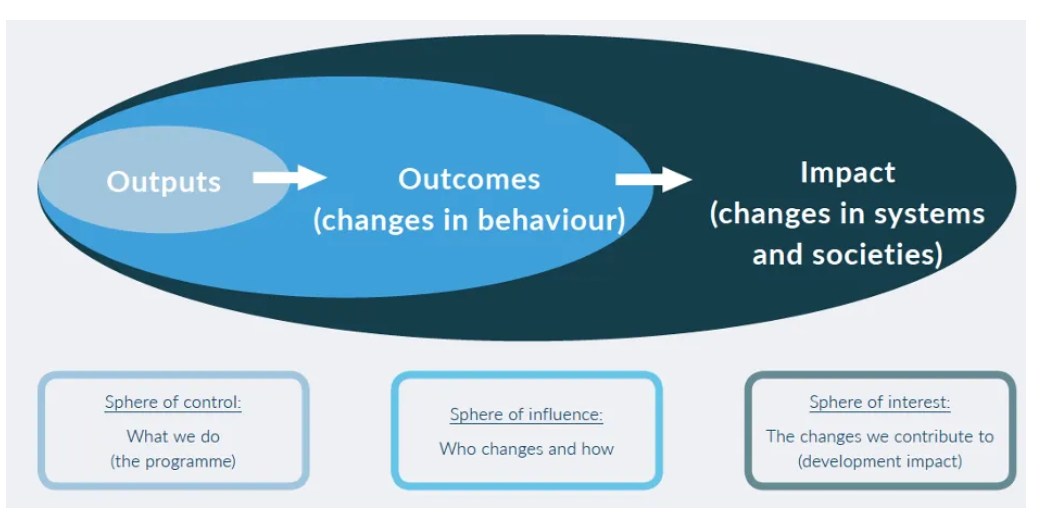 Outputs
Outcomes
(changes in behaviour)
Impact
(changes in systems
and societies)
Sphere of control:
What we do
(the programme)
Sphere of influence:
Who changes and how
Sphere of interest:
The changes we contribute to
(development impact)